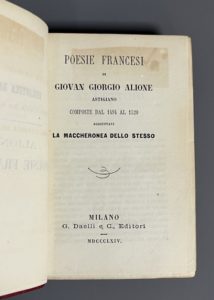 POESIE FRANCESI
DI
GIOVAN GIORGIO ALIONE
ASTIGIANO
COMPOSTE DAL 1494 AL 1520
AGGIUNTAVI
LA MACCHERONEA DELLO STESSO
MILANO
G. Daelli e C., Editori
MDCCCLXIV.